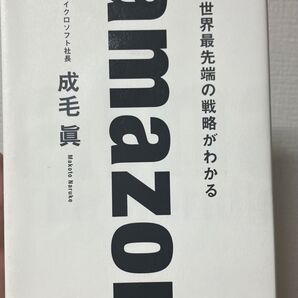 世界最先端の戦略がわかる
amazon
イクロソフト社長
成毛 眞
Makoto Naruke